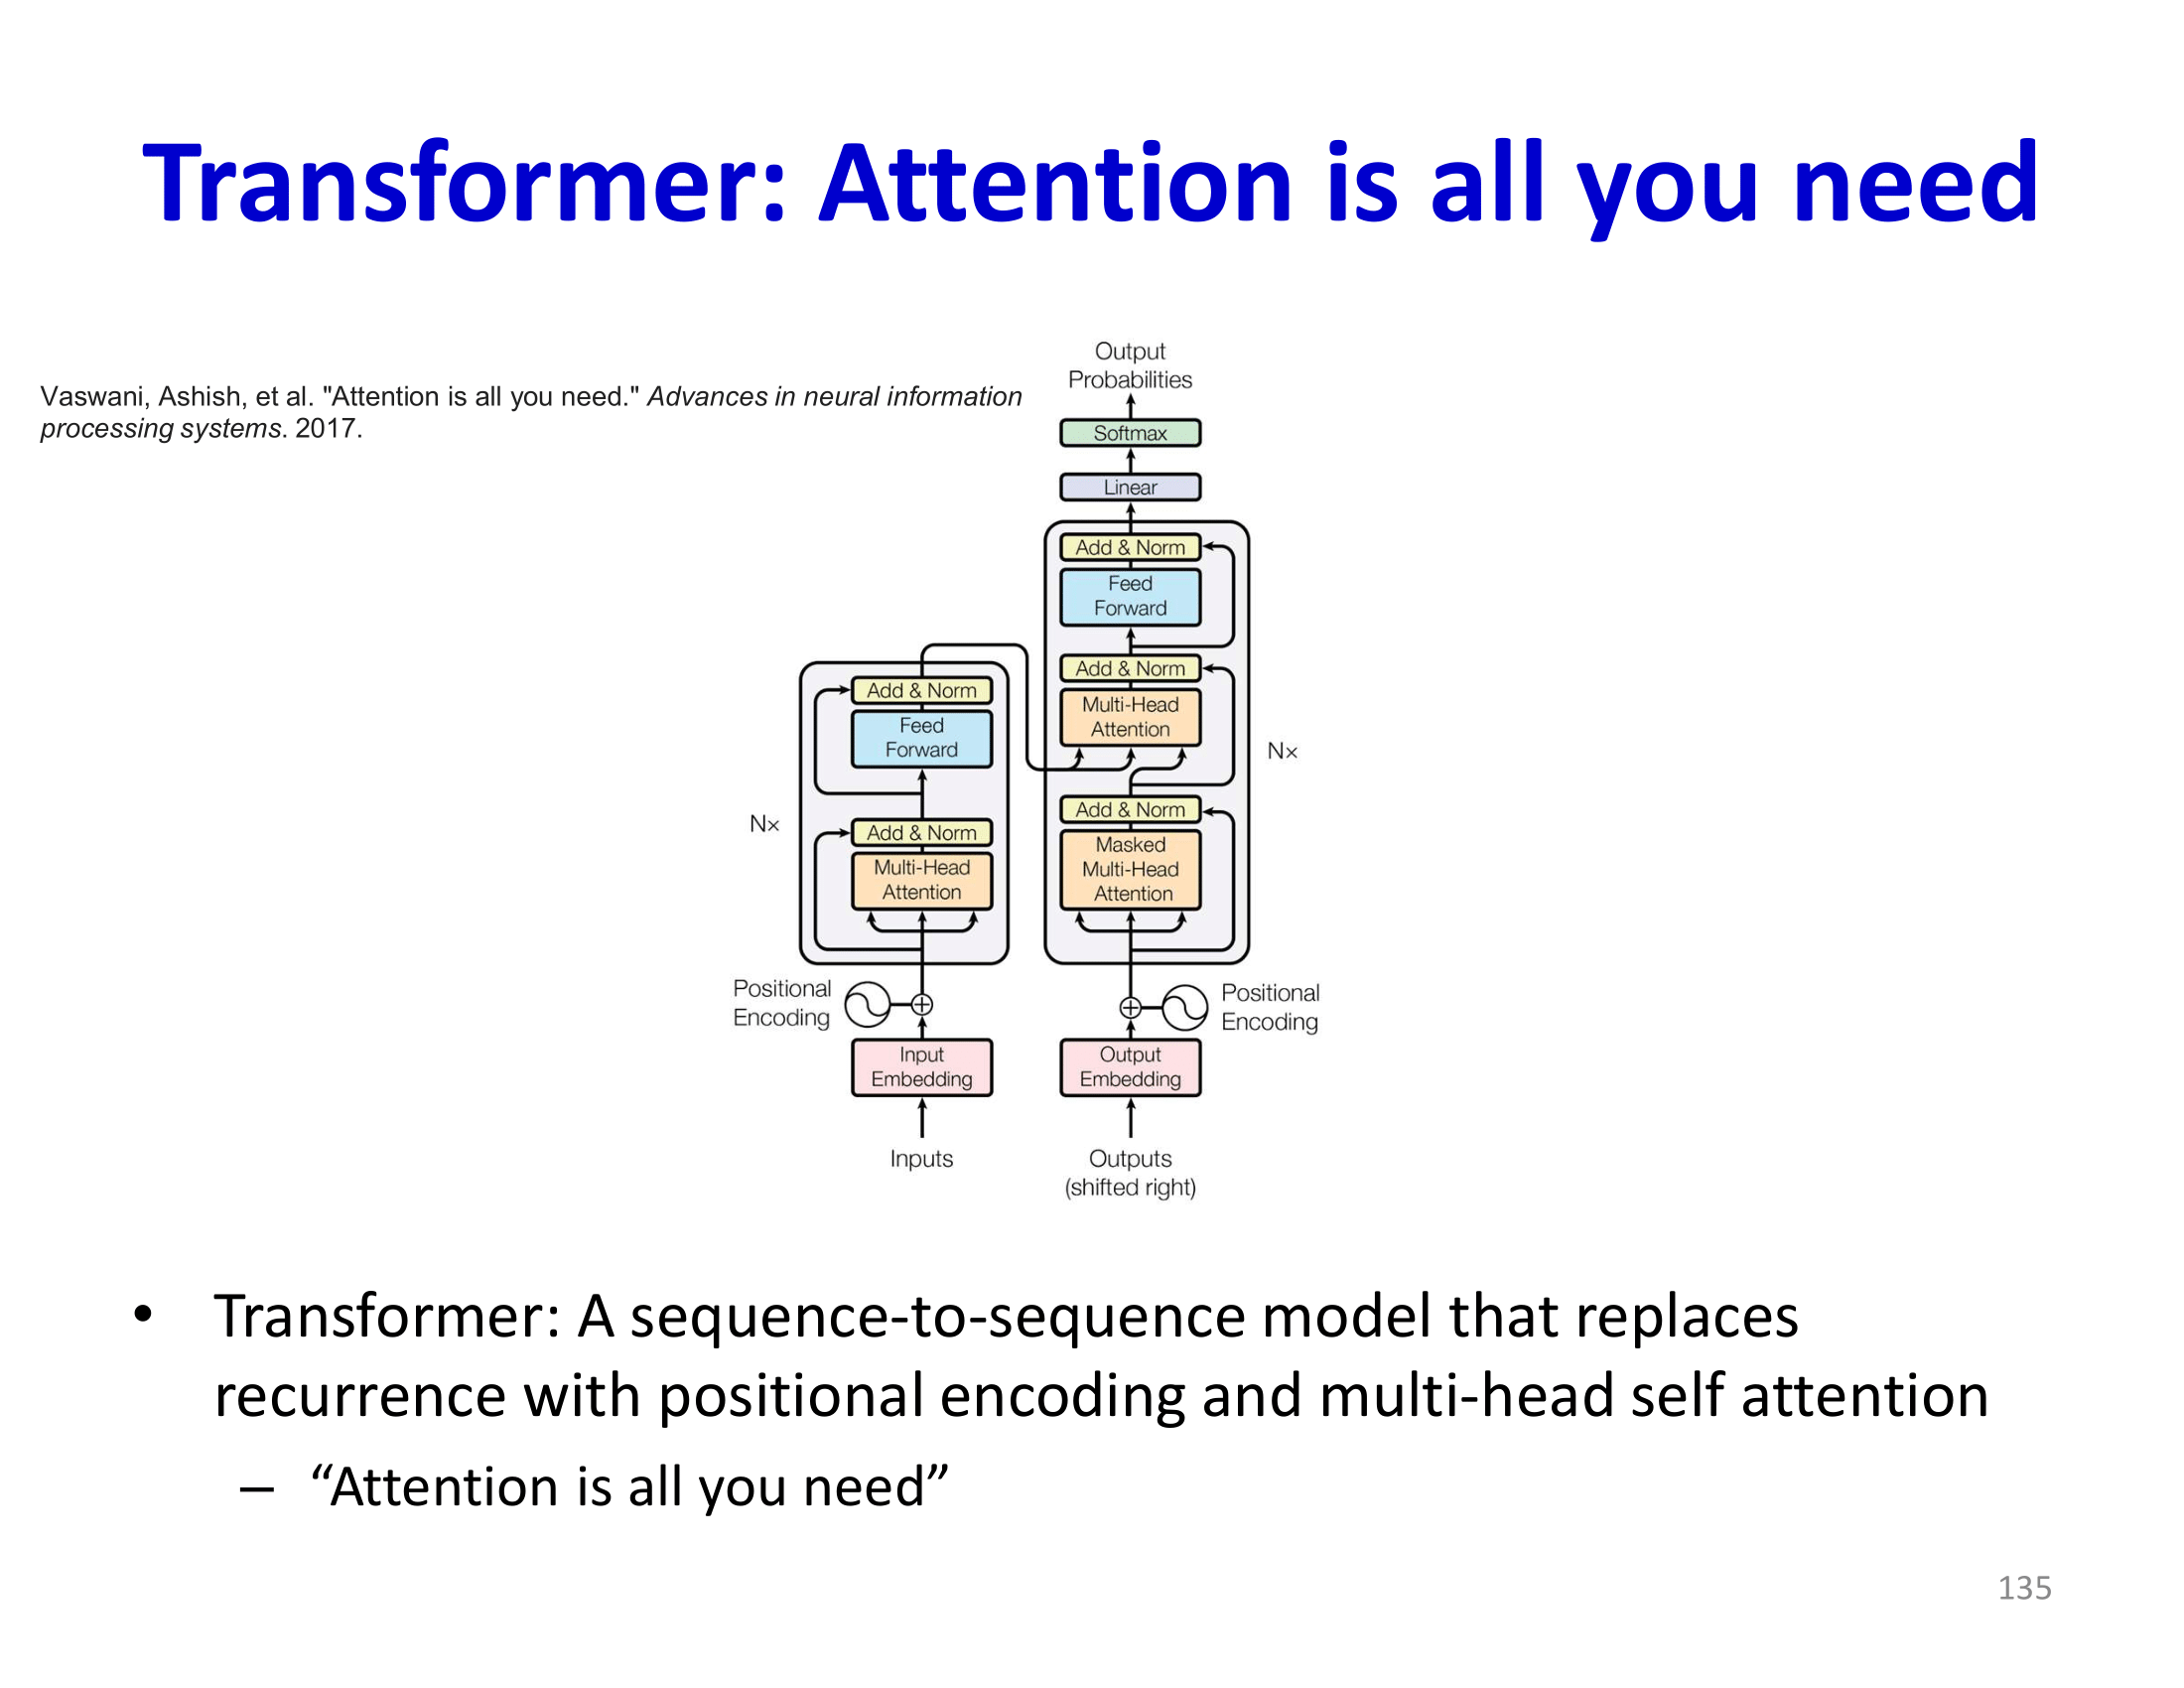 Transformer: Attention is all you need
Vaswani, Ashish, et al. "Attention is all you need." Advances in neural information
processing systems. 2017.
Output
Probabilities
Softmax
Linear
Add & Norm
Feed
Forward
Add & Norm
Multi-Head
Attention
Nx
Add & Norm
Masked
Multi-Head
Attention
Add & Norm
Feed
Forward
Nx
Add & Norm
Multi-Head
Attention
Positional
Encoding
Positional
Encoding
Input
Embedding
Output
Embedding
Inputs
Outputs
(shifted right)
• Transformer: A sequence-to-sequence model that replaces
recurrence with positional encoding and multi-head self attention
– “Attention is all you need”
135